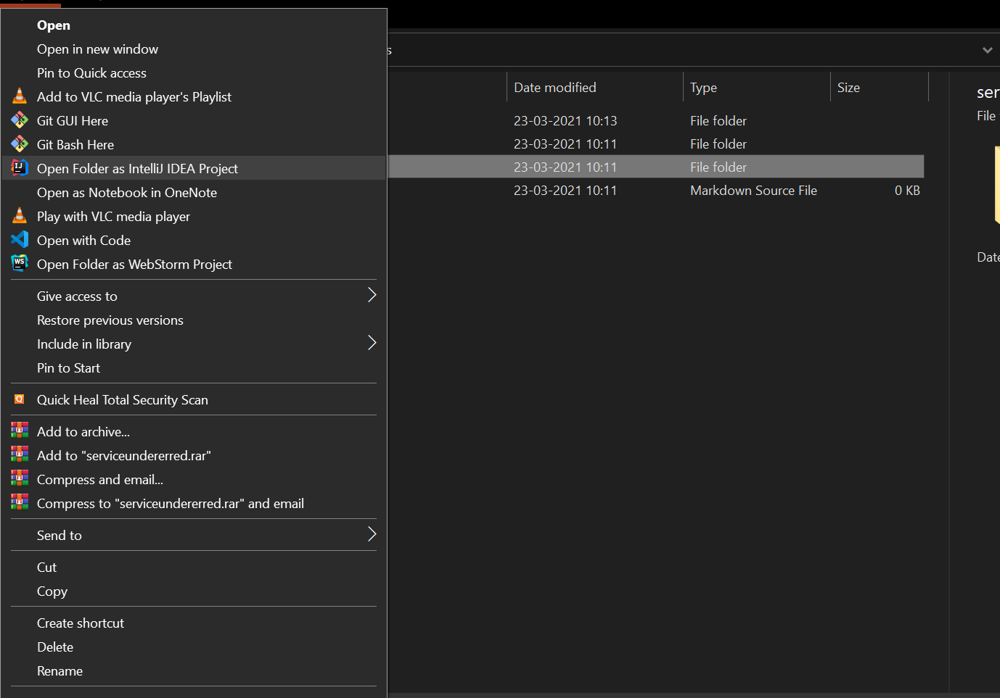 Open
Open in new window
Pin to Quick access
Add to VLC media player's Playlist
Git GUI Here
Git Bash Here
Open Folder as IntelliJ IDEA Project
Open as Notebook in OneNote
Play with VLC media player
Open with Code
Open Folder as WebStorm Project
Give access to
Restore previous versions
Include in library
Pin to Start
Quick Heal Total Security Scan
Add to archive...
Add to "serviceundererred.rar"
Compress and email...
Compress to "serviceundererred.rar" and email
Send to
Cut
Copy
Create shortcut
Delete
Rename
s
Date modified Type Size
23-03-2021 10:13 File folder
23-03-2021 10:11 File folder
23-03-2021 10:11 File folder
23-03-2021 10:11 Markdown Source File 0 KB
ser
File
Date